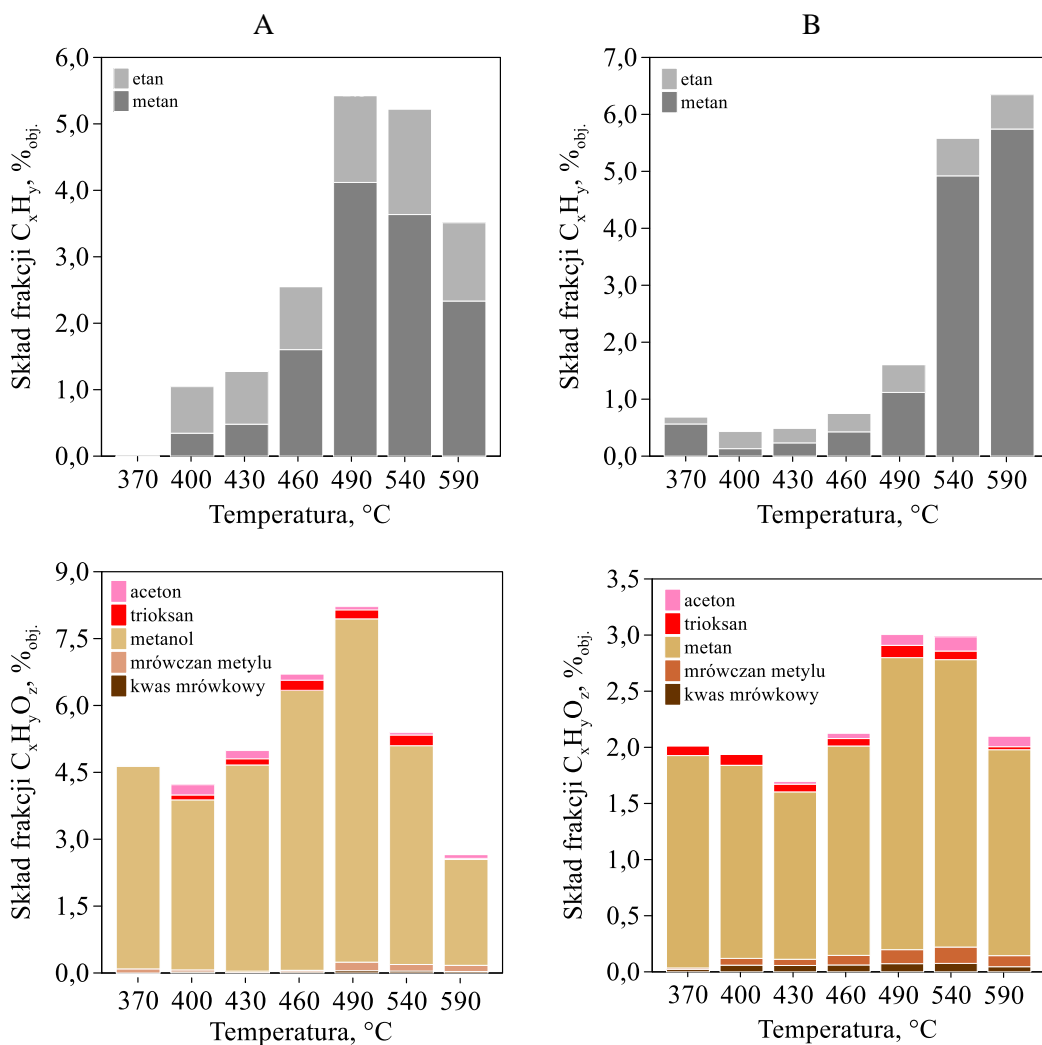 A
6,0
5,0
4,0
3,0
2,0
1,0
0,0
Skład frakcji CxHy, %obj.
etan
metan
370 400 430 460 490 540 590
Temperatura, °C
B
7,0
6,0
5,0
4,0
3,0
2,0
1,0
0,0
Skład frakcji CxHy, %obj.
etan
metan
370 400 430 460 490 540 590
Temperatura, °C
9,0
7,5
6,0
4,5
3,0
1,5
0,0
Skład frakcji CxHyOz, %obj.
aceton
trioksan
metanol
mrówczan metylu
kwas mrówkowy
370 400 430 460 490 540 590
Temperatura, °C
3,5
3,0
2,5
2,0
1,5
1,0
0,5
0,0
Skład frakcji CxHyOz, %obj.
aceton
trioksan
metan
mrówczan metylu
kwas mrówkowy
370 400 430 460 490 540 590
Temperatura, °C